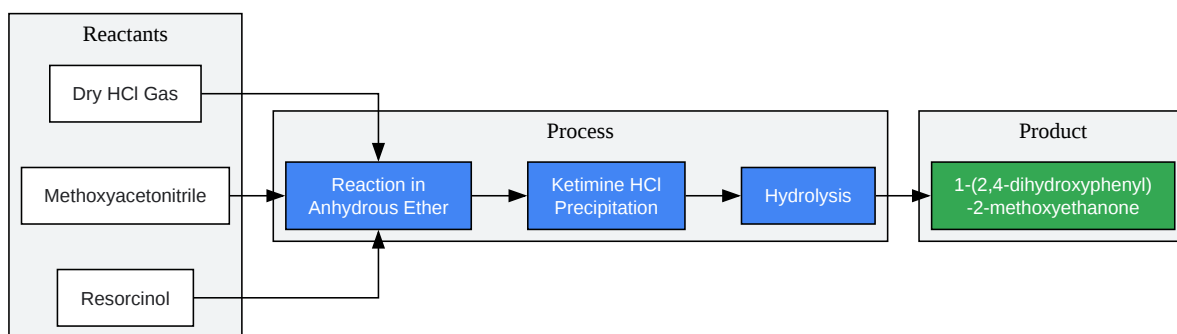 Reactants
Dry HCl Gas
Methoxyacetonitrile
Resorcinol
Process
Reaction in
Anhydrous Ether
Ketimine HCl
Precipitation
Hydrolysis
Product
1-(2,4-dihydroxyphenyl)
-2-methoxyethanone